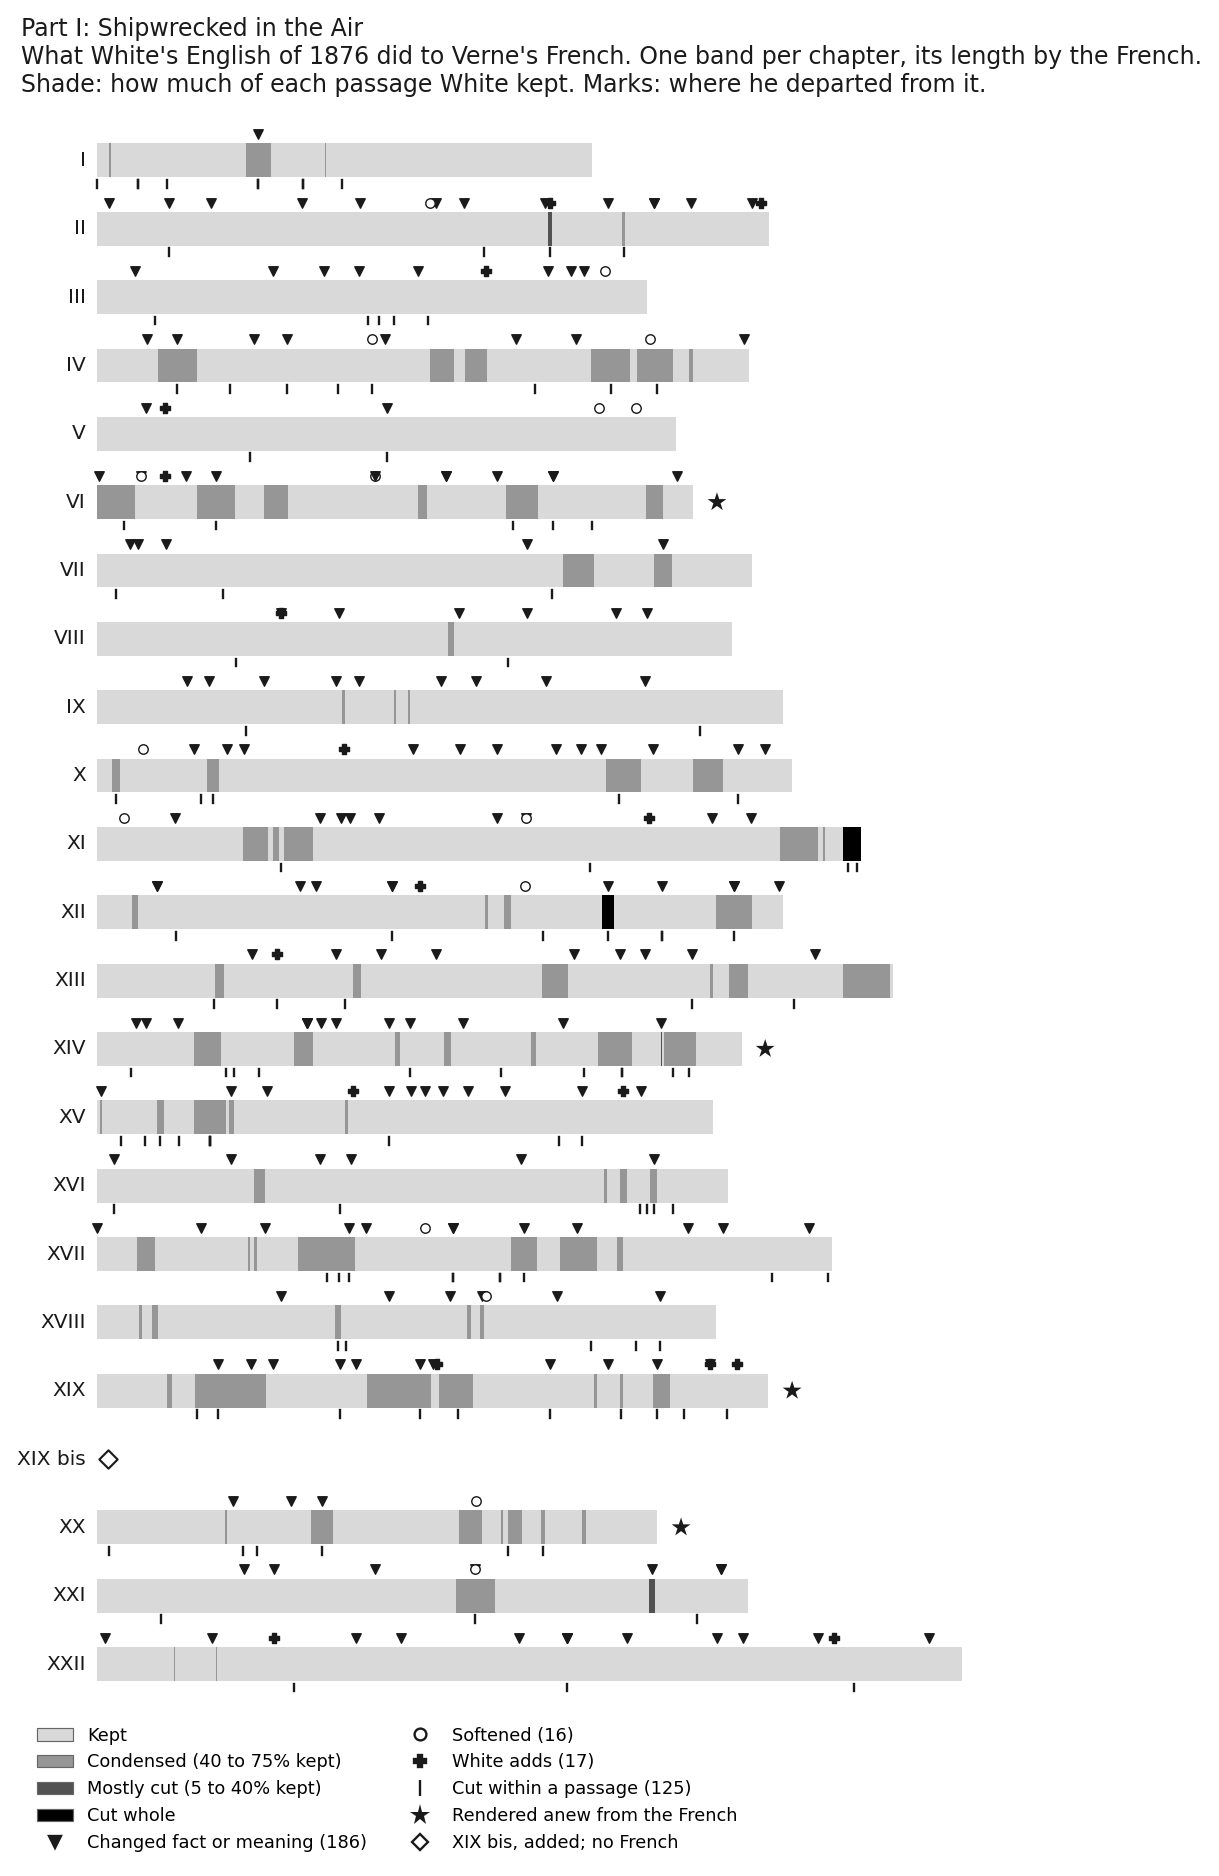 Part I: Shipwrecked in the Air
What White's English of 1876 did to Verne's French. One band per chapter, its length by the French.
Shade: how much of each passage White kept. Marks: where he departed from it.
I
II
III
IV
V
VI
VII
VIII
IX
X
XI
XII
XIII
XIV
XV
XVI
XVII
XVIII
XIX
XIX bis
XX
XXI
XXII
Kept
Condensed (40 to 75% kept)
Mostly cut (5 to 40% kept)
Cut whole
Changed fact or meaning (186)
Softened (16)
White adds (17)
Cut within a passage (125)
Rendered anew from the French
XIX bis, added; no French